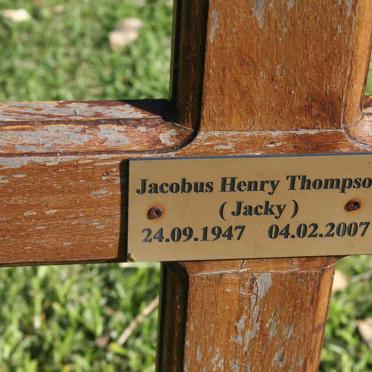 Jacobus Henry Thompso
( Jacky )
24.09.1947 04.02.2007